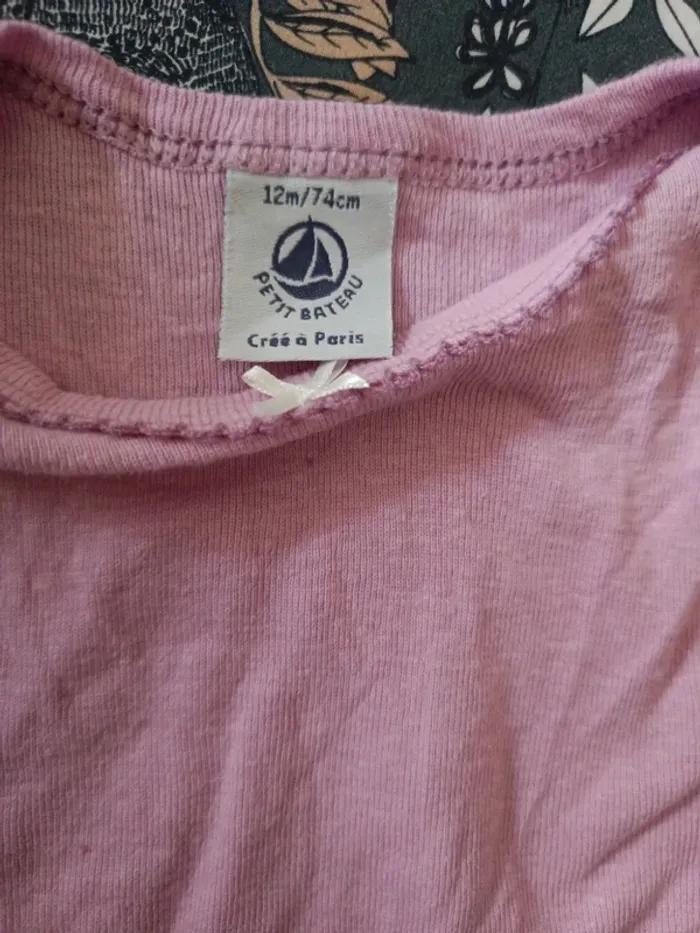 12m/74cm
PETIT BATEAU
Créé à Paris